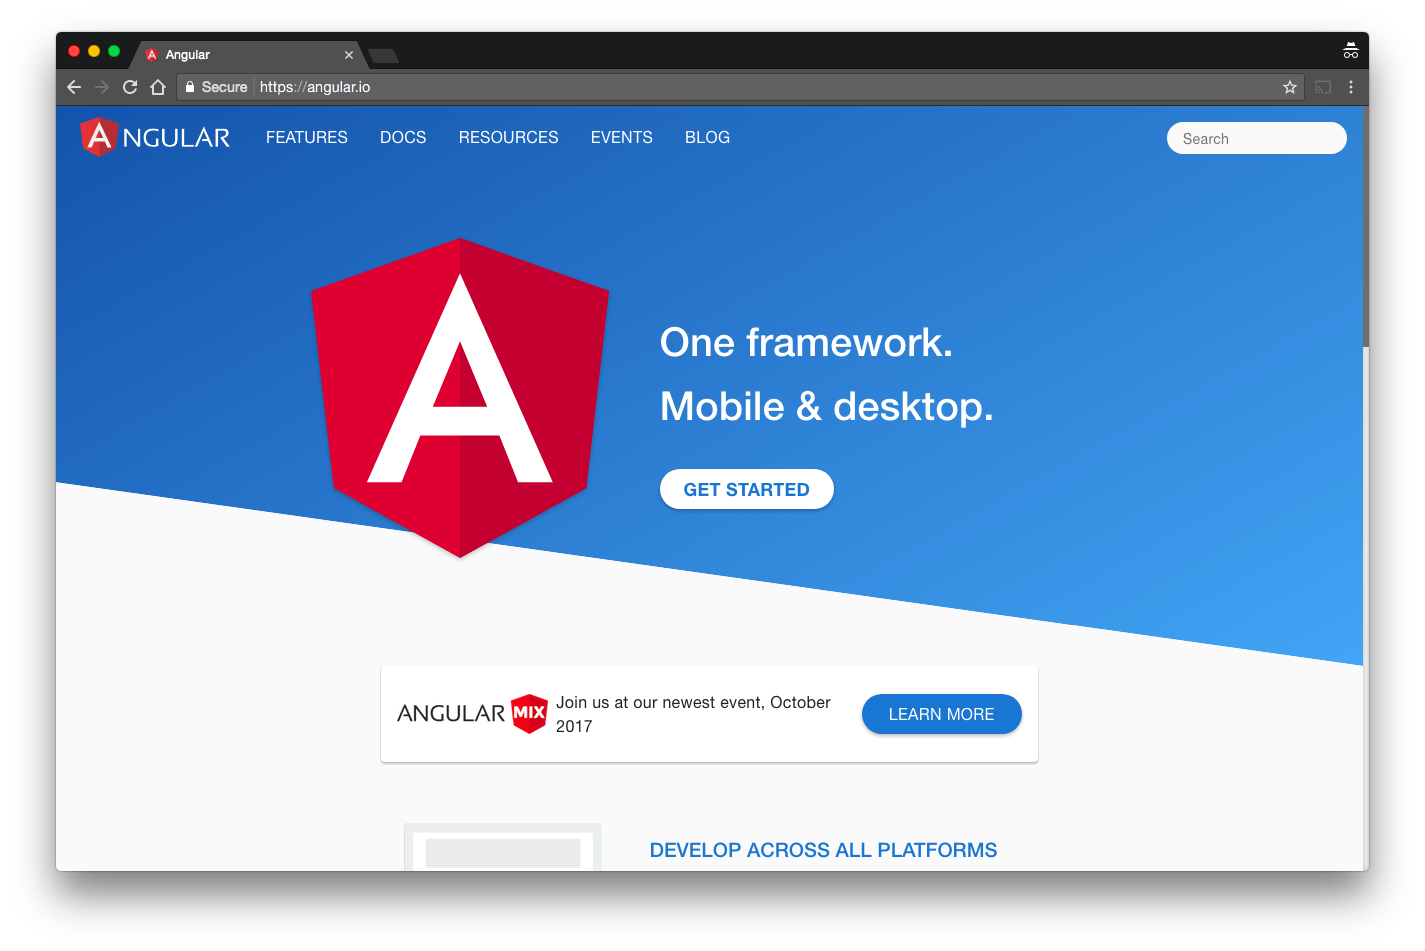 Angular
Secure https://angular.io
ANGULAR FEATURES DOCS RESOURCES EVENTS BLOG Search
A
One framework.
Mobile & desktop.
GET STARTED
ANGULAR MIX Join us at our newest event, October
2017
LEARN MORE
DEVELOP ACROSS ALL PLATFORMS